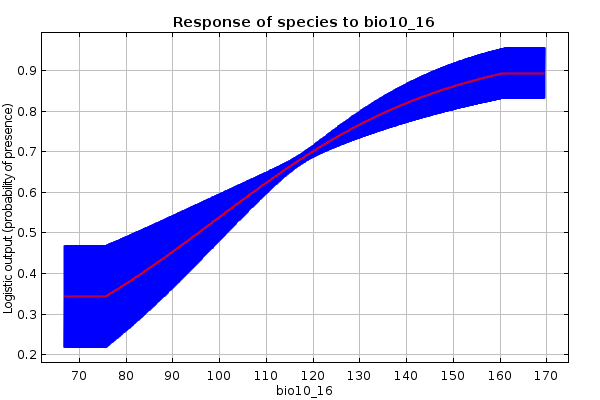 Response of species to bio10_16
Logistic output (probability of presence)
0.9
0.8
0.7
0.6
0.5
0.4
0.3
0.2
70 80 90 100 110 120 130 140 150 160 170
bio10_16